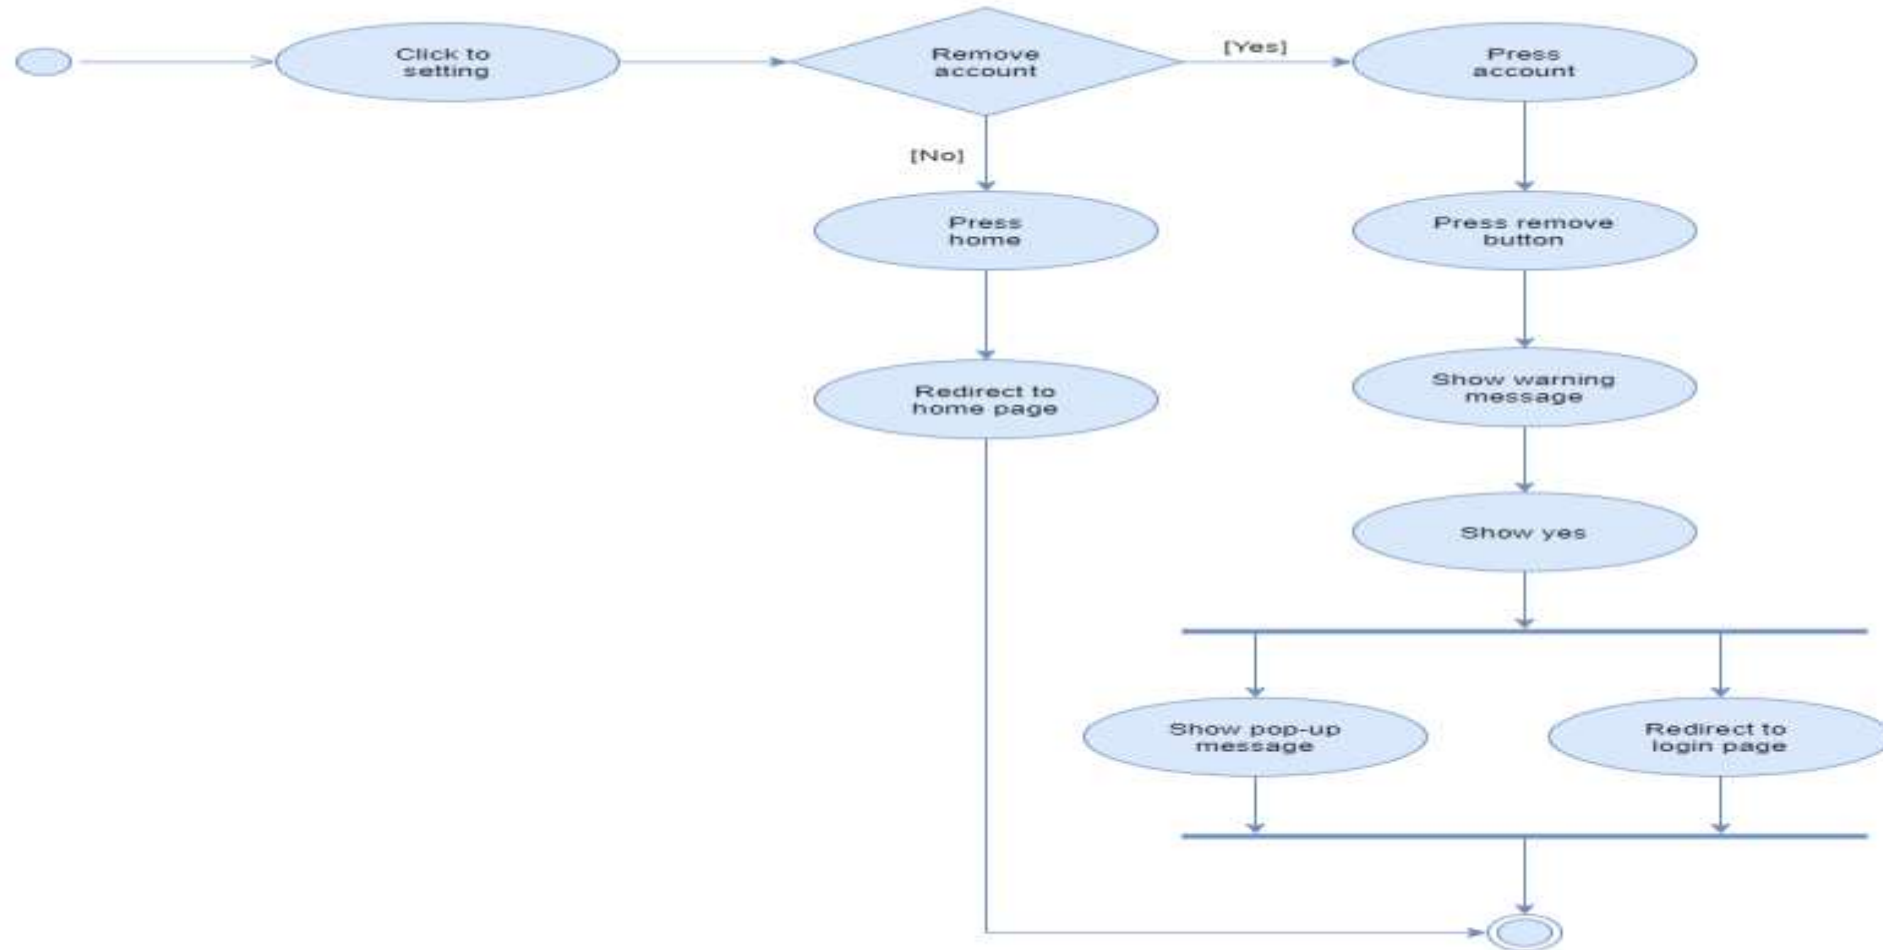 Click to
setting
Remove
account
[Yes]
Press
account
[No]
Press
home
Press remove
button
Redirect to
home page
Show warning
message
Show yes
Show pop-up
message
Redirect to
login page